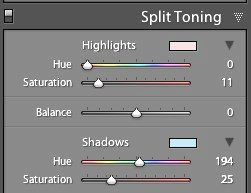 Split Toning
Highlights
Hue 0
Saturation 11
Balance 0
Shadows
Hue 194
Saturation 25